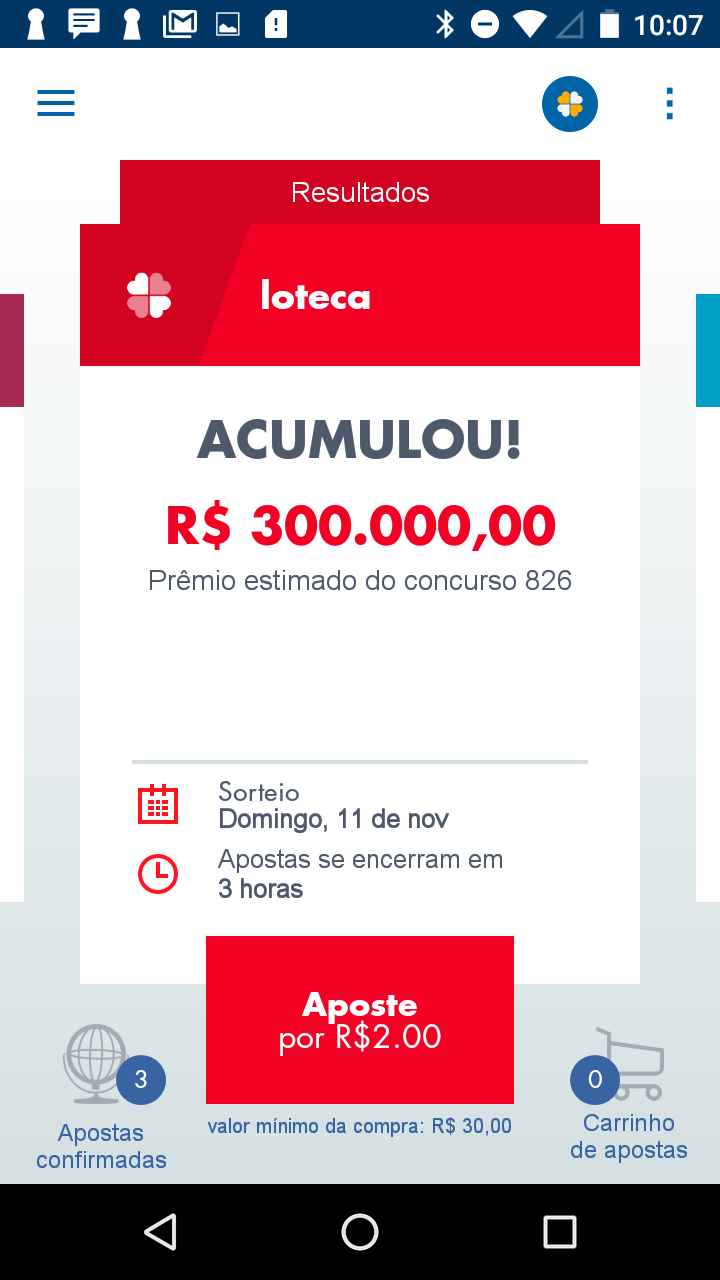 10:07
Resultados
loteca
ACUMULOU!
R$ 300.000,00
Prêmio estimado do concurso 826
Sorteio
Domingo, 11 de nov
Apostas se encerram em
3 horas
Aposte
por R$2.00
3
Apostas
confirmadas
valor mínimo da compra: R$ 30,00
0
Carrinho
de apostas